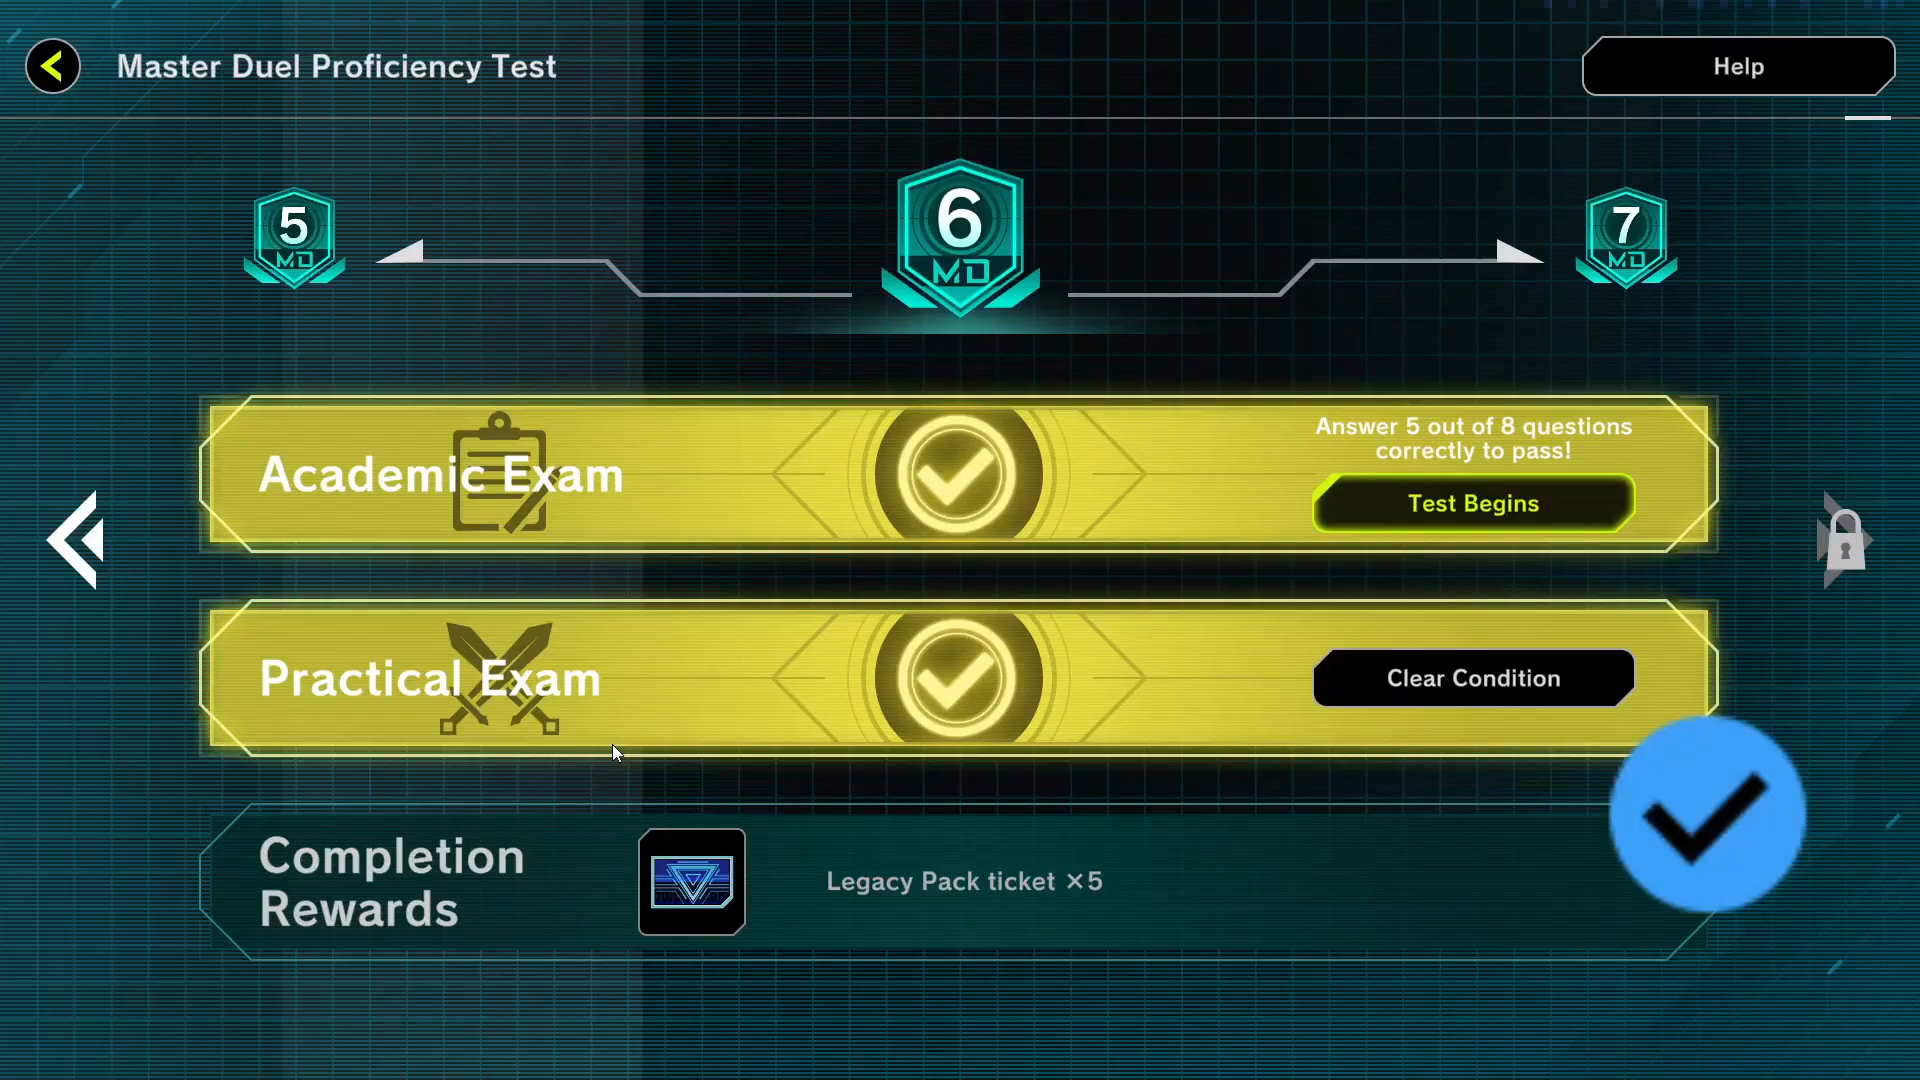 Master Duel Proficiency Test
Help
5
MD
6
MD
7
MD
Academic Exam
Answer 5 out of 8 questions
correctly to pass!
Test Begins
Practical Exam
Clear Condition
Completion
Rewards
Legacy Pack ticket ×5